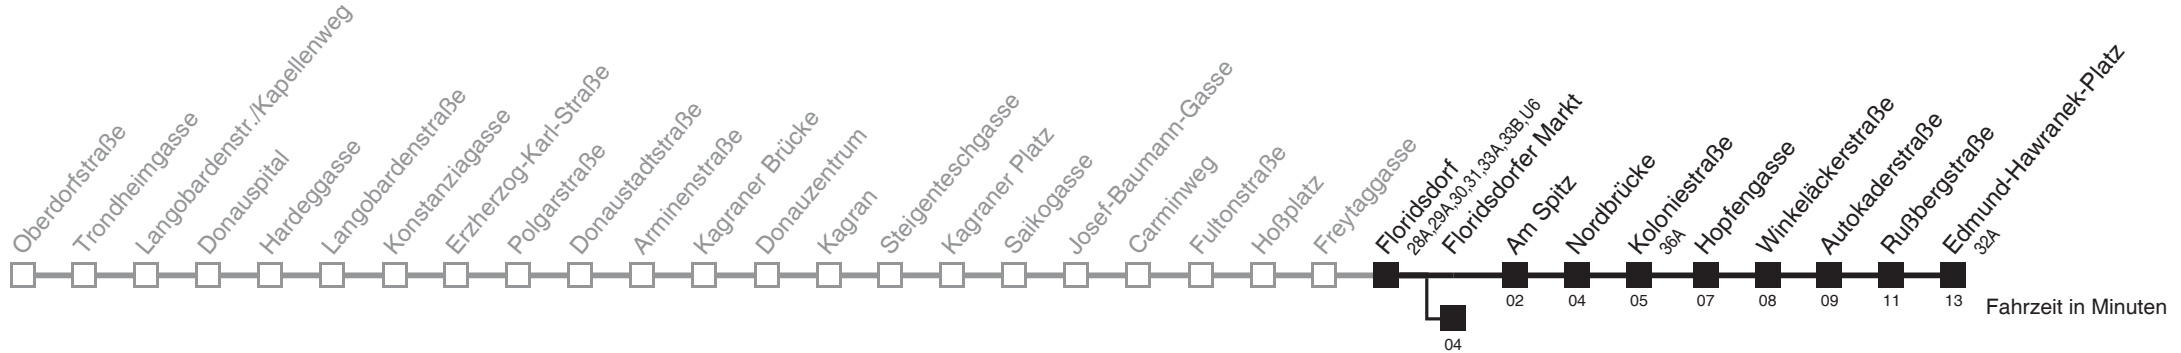 Oberdorfstraße
Trondheimgasse
Langobardenstr./Kapellenweg
Donauspital
Hardeggasse
Langobardenstraße
Konstanziagasse
Erzherzog-Karl-Straße
Polgarstraße
Donaustadtstraße
Arminenstraße
Kagraner Brücke
Donauzentrum
Kagran
Steigenteschgasse
Kagraner Platz
Saikogasse
Josef-Baumann-Gasse
Carminweg
Fultonstraße
Hoßplatz
Freytaggasse
Floridsdorf
28A,29A,30,31,33A,33B,U6
Floridsdorfer Markt
Am Spitz
Nordbrücke
Koloniestraße
36A
Hopfengasse
Winkeläckerstraße
Autokaderstraße
Rußbergstraße
Edmund-Hawranek-Platz
32A
02
04
05
07
08
09
11
13
Fahrzeit in Minuten
04